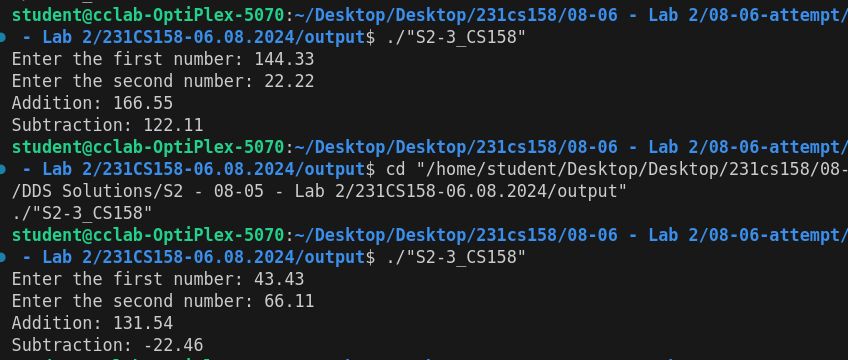 student@cclab-OptiPlex-5070:~/Desktop/Desktop/231cs158/08-06 - Lab 2/08-06-attempt/
- Lab 2/231CS158-06.08.2024/output$ ./"S2-3_CS158"
Enter the first number: 144.33
Enter the second number: 22.22
Addition: 166.55
Subtraction: 122.11
student@cclab-OptiPlex-5070:~/Desktop/Desktop/231cs158/08-06 - Lab 2/08-06-attempt/
- Lab 2/231CS158-06.08.2024/output$ cd "/home/student/Desktop/Desktop/231cs158/08-
/DDS Solutions/S2 - 08-05 - Lab 2/231CS158-06.08.2024/output"
./"S2-3_CS158"
student@cclab-OptiPlex-5070:~/Desktop/Desktop/231cs158/08-06 - Lab 2/08-06-attempt/
- Lab 2/231CS158-06.08.2024/output$ ./"S2-3_CS158"
Enter the first number: 43.43
Enter the second number: 66.11
Addition: 131.54
Subtraction: -22.46